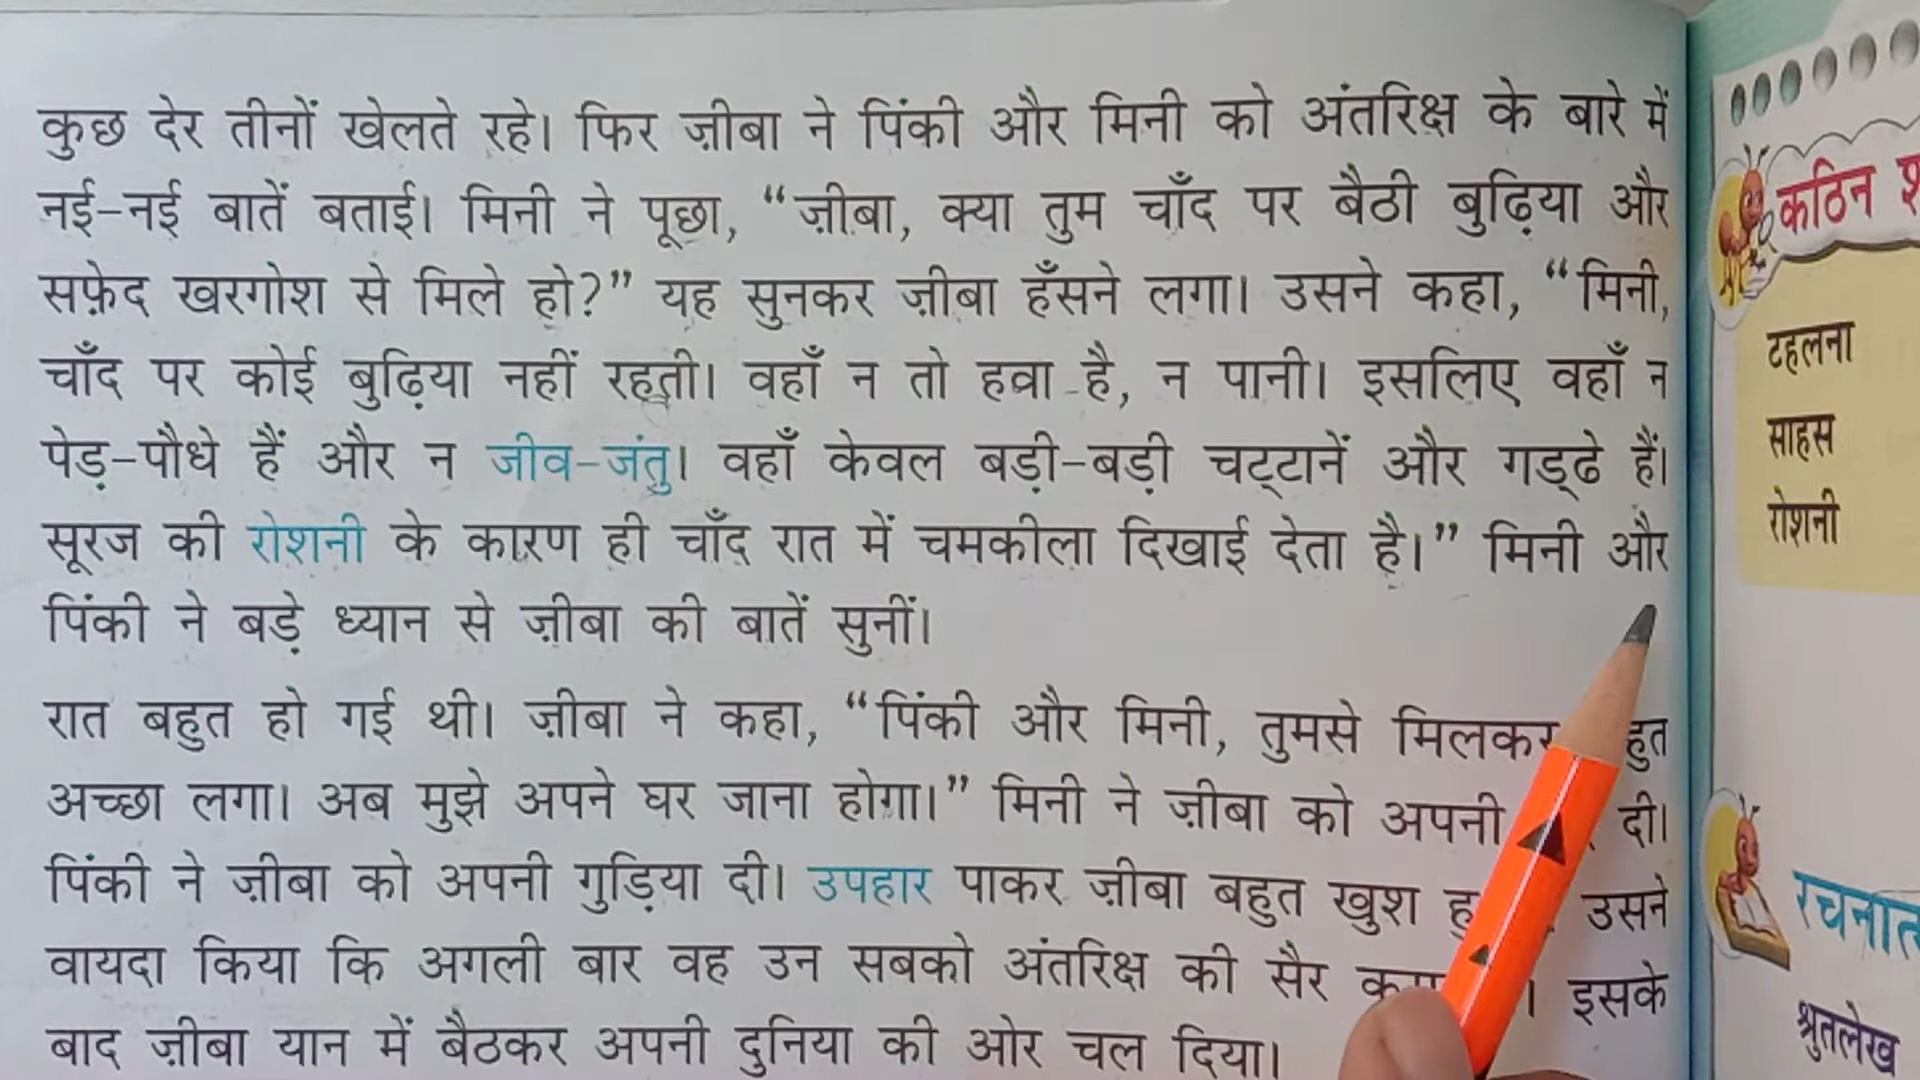 कुछ देर तीनों खेलते रहे। फिर ज़ीबा ने पिंकी और मिनी को अंतरिक्ष के बारे में
नई-नई बातें बताई। मिनी ने पूछा, “ज़ीबा, क्या तुम चाँद पर बैठी बुढ़िया और
सफ़ेद खरगोश से मिले हो?” यह सुनकर ज़ीबा हँसने लगा। उसने कहा, “मिनी,
चाँद पर कोई बुढ़िया नहीं रहती। वहाँ न तो हवा है, न पानी। इसलिए वहाँ न
पेड़-पौधे हैं और न जीव-जंतु। वहाँ केवल बड़ी-बड़ी चट्टानें और गड्ढे हैं।
सूरज की रोशनी के कारण ही चाँद रात में चमकीला दिखाई देता है।” मिनी और
पिंकी ने बड़े ध्यान से ज़ीबा की बातें सुनीं।
रात बहुत हो गई थी। ज़ीबा ने कहा, “पिंकी और मिनी, तुमसे मिलकर
अच्छा लगा। अब मुझे अपने घर जाना होगा।” मिनी ने ज़ीबा को अपनी दी।
पिंकी ने ज़ीबा को अपनी गुड़िया दी। उपहार पाकर ज़ीबा बहुत खुश उसने
वायदा किया कि अगली बार वह उन सबको अंतरिक्ष की सैर इसके
बाद ज़ीबा यान में बैठकर अपनी दुनिया की ओर चल दिया।
कठिन
टहलना
साहस
रोशनी
श्रुतलेख